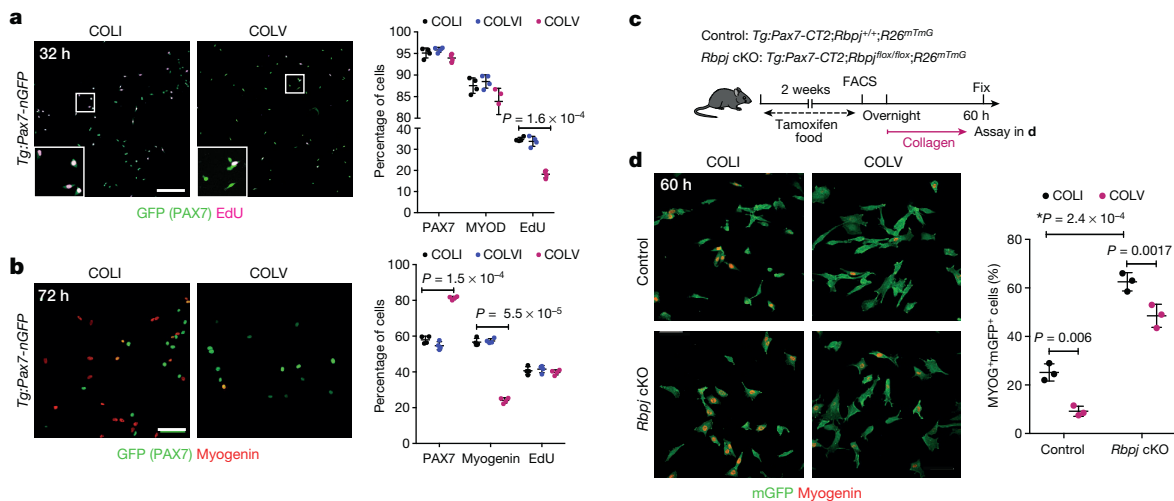 a
COLI COLV
32 h
Tg:Pax7-nGFP
GFP (PAX7) EdU
COLI COLVI COLV
Percentage of cells
100
95
90
85
80
40
30
20
10
0
P = 1.6 × 10⁻⁴
PAX7 MYOD EdU
b
COLI COLV
72 h
Tg:Pax7-nGFP
GFP (PAX7) Myogenin
COLI COLVI COLV
Percentage of cells
100
80
60
40
20
0
P = 1.5 × 10⁻⁴
P = 5.5 × 10⁻⁵
PAX7 Myogenin EdU
c
Control: Tg:Pax7-CT2;Rbpj+/+;R26mTmG
Rbpj cKO: Tg:Pax7-CT2;Rbpjflox/flox;R26mTmG
2 weeks
FACS
Fix
Tamoxifen
food
Overnight
60 h
Collagen
Assay in d
d
COLI COLV
60 h
Control
Rbpj cKO
mGFP Myogenin
COLI COLV
MYOG⁺mGFP⁺ cells (%)
80
60
40
20
0
*P = 2.4 × 10⁻⁴
P = 0.0017
P = 0.006
Control Rbpj cKO